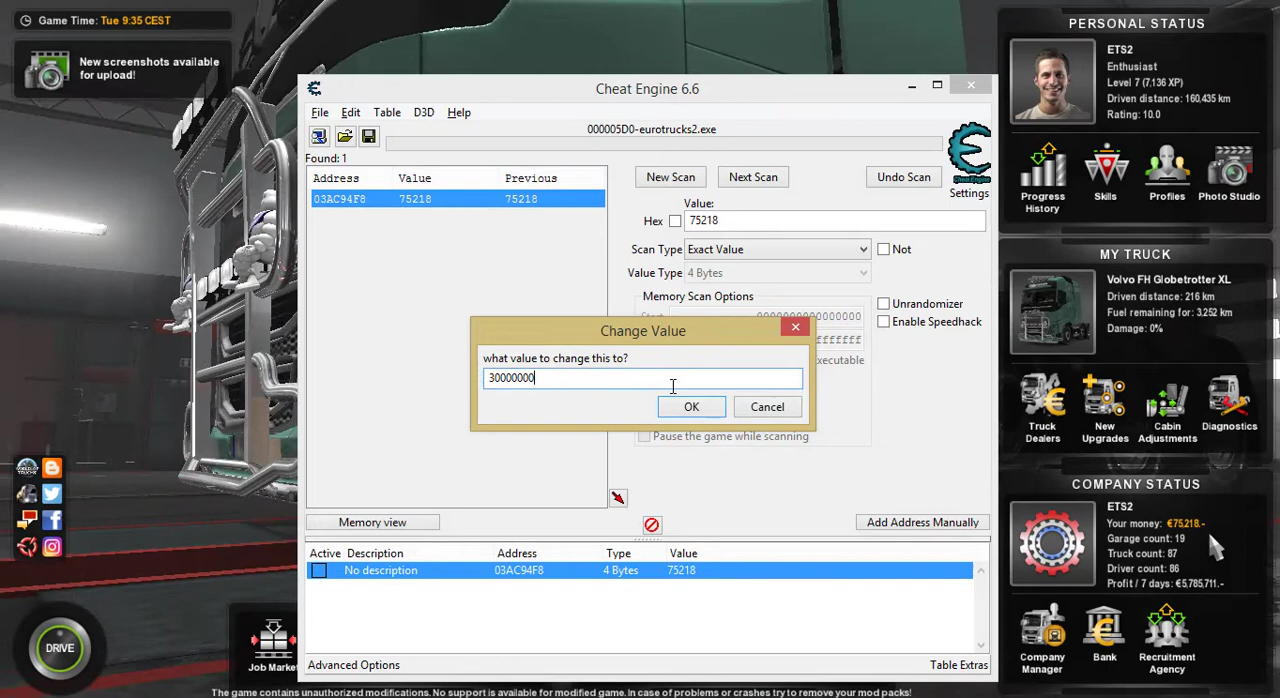 Game Time: Tue 9:35 CEST
New screenshots available
for upload!
Cheat Engine 6.6
File Edit Table D3D Help
000005D0-eurotrucks2.exe
Found: 1
Address Value Previous
03AC94F8 75218 75218
New Scan Next Scan Undo Scan
Settings
Value:
Hex 75218
Scan Type Exact Value Not
Value Type 4 Bytes
Memory Scan Options
Unrandomizer
Enable Speedhack
Pause the game while scanning
Change Value
what value to change this to?
30000000
OK Cancel
Memory view Add Address Manually
Active Description Address Type Value
No description 03AC94F8 4 Bytes 75218
Advanced Options Table Extras
DRIVE
Job Market
PERSONAL STATUS
ETS2
Enthusiast
Level 7 (7,136 XP)
Driven distance: 160,435 km
Rating: 10.0
Progress History
Skills
Profiles
Photo Studio
MY TRUCK
Volvo FH Globetrotter XL
Driven distance: 216 km
Fuel remaining for: 3,252 km
Damage: 0%
Truck Dealers
New Upgrades
Cabin Adjustments
Diagnostics
COMPANY STATUS
ETS2
Your money: €75,218.-
Garage count: 19
Truck count: 87
Driver count: 86
Profit / 7 days: €5,785,711.-
Company Manager
Bank
Recruitment Agency
The game contains unauthorized modifications. No support is available for modified game. In case of problems or crashes try to remove your mod packs!